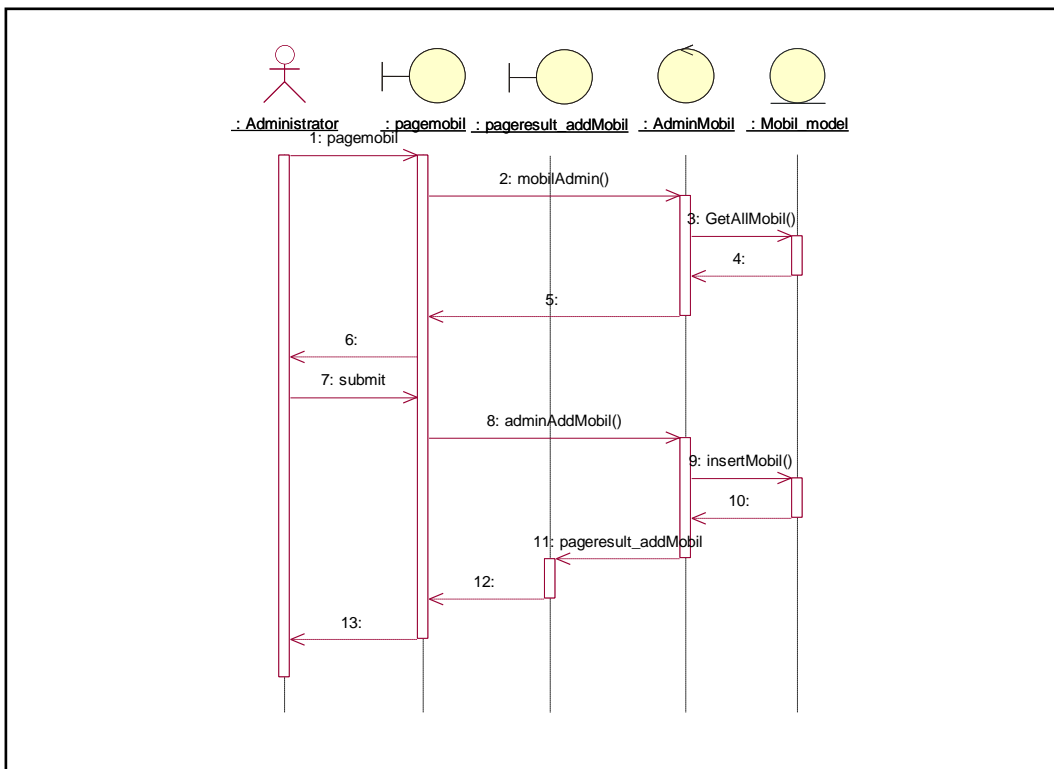 : Administrator
: pagemobil
: pageresult_addMobil
: AdminMobil
: Mobil_model
1: pagemobil
2: mobilAdmin()
3: GetAllMobil()
4:
5:
6:
7: submit
8: adminAddMobil()
9: insertMobil()
10:
11: pageresult_addMobil
12:
13: